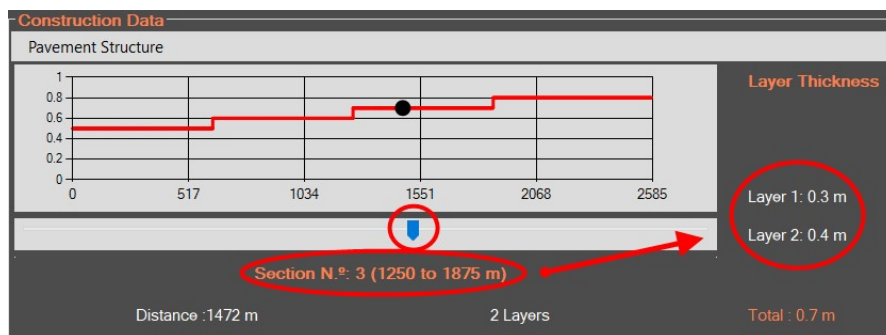 Construction Data
Pavement Structure
Layer Thickness
1
0.8
0.6
0.4
0.2
0
0 517 1034 1551 2068 2585
Layer 1: 0.3 m
Layer 2: 0.4 m
Section N.º: 3 (1250 to 1875 m)
Distance :1472 m 2 Layers Total : 0.7 m